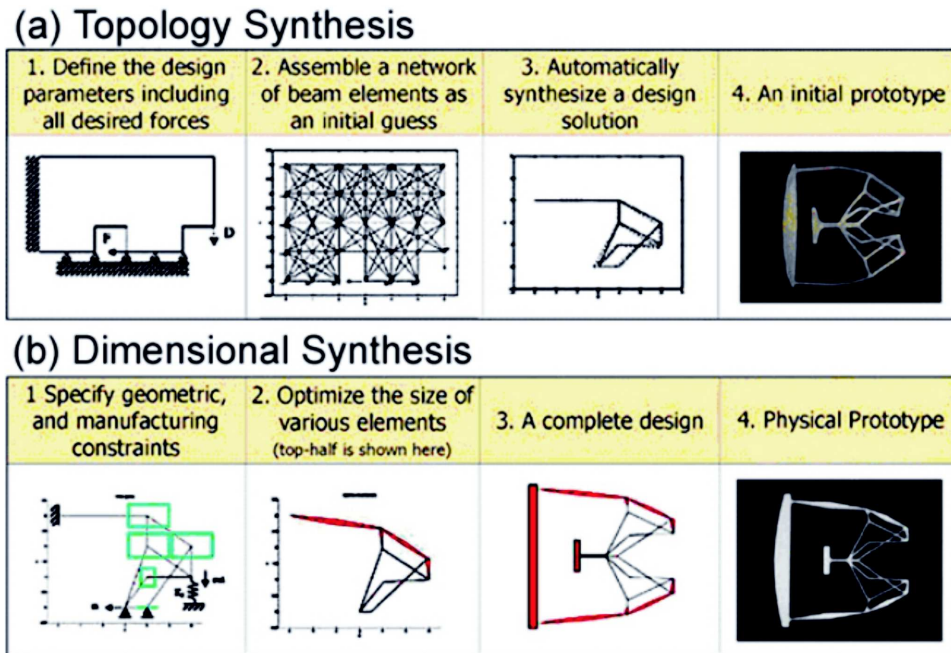 (a) Topology Synthesis
1. Define the design
parameters including
all desired forces
2. Assemble a network
of beam elements as
an initial guess
3. Automatically
synthesize a design
solution
4. An initial prototype
F
D
(b) Dimensional Synthesis
1 Specify geometric,
and manufacturing
constraints
2. Optimize the size of
various elements
(top-half is shown here)
3. A complete design
4. Physical Prototype